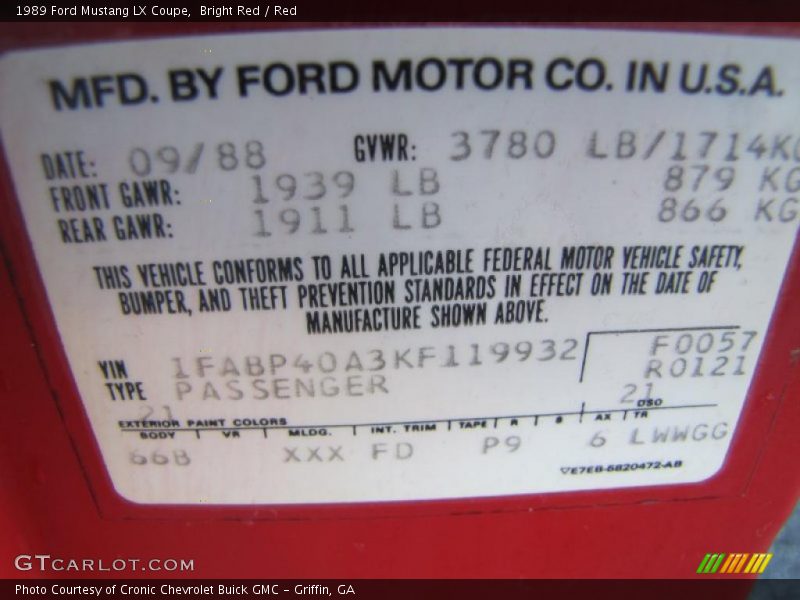 1989 Ford Mustang LX Coupe, Bright Red / Red
MFD. BY FORD MOTOR CO. IN U.S.A.
DATE: 09/88 GVWR: 3780 LB/1714KG
FRONT GAWR: 1939 LB 879 KG
REAR GAWR: 1911 LB 866 KG
THIS VEHICLE CONFORMS TO ALL APPLICABLE FEDERAL MOTOR VEHICLE SAFETY,
BUMPER, AND THEFT PREVENTION STANDARDS IN EFFECT ON THE DATE OF
MANUFACTURE SHOWN ABOVE.
VIN 1FABP40A3KF119932 F0057
TYPE PASSENGER R0121
21 21 DSO
EXTERIOR PAINT COLORS
BODY VR MLDG. INT. TRIM TAPE R S AX TR
66B XXX FD P9 6 LWWGG
VE7EB-5820472-AB
GTCARLOT.COM
Photo Courtesy of Cronic Chevrolet Buick GMC - Griffin, GA